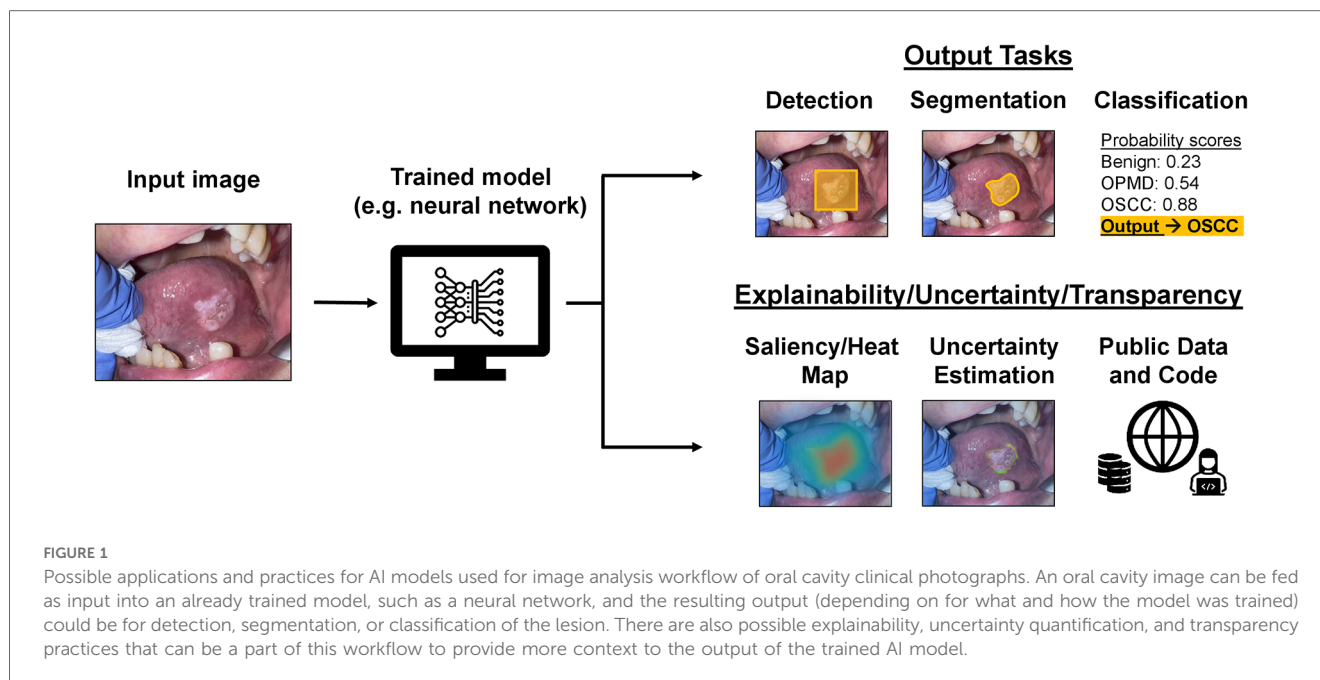 Output Tasks
Detection
Segmentation
Classification
Probability scores
Benign: 0.23
OPMD: 0.54
OSCC: 0.88
Output → OSCC
Input image
Trained model
(e.g. neural network)
Explainability/Uncertainty/Transparency
Saliency/Heat
Map
Uncertainty
Estimation
Public Data
and Code
</>
FIGURE 1
Possible applications and practices for AI models used for image analysis workflow of oral cavity clinical photographs. An oral cavity image can be fed
as input into an already trained model, such as a neural network, and the resulting output (depending on for what and how the model was trained)
could be for detection, segmentation, or classification of the lesion. There are also possible explainability, uncertainty quantification, and transparency
practices that can be a part of this workflow to provide more context to the output of the trained AI model.